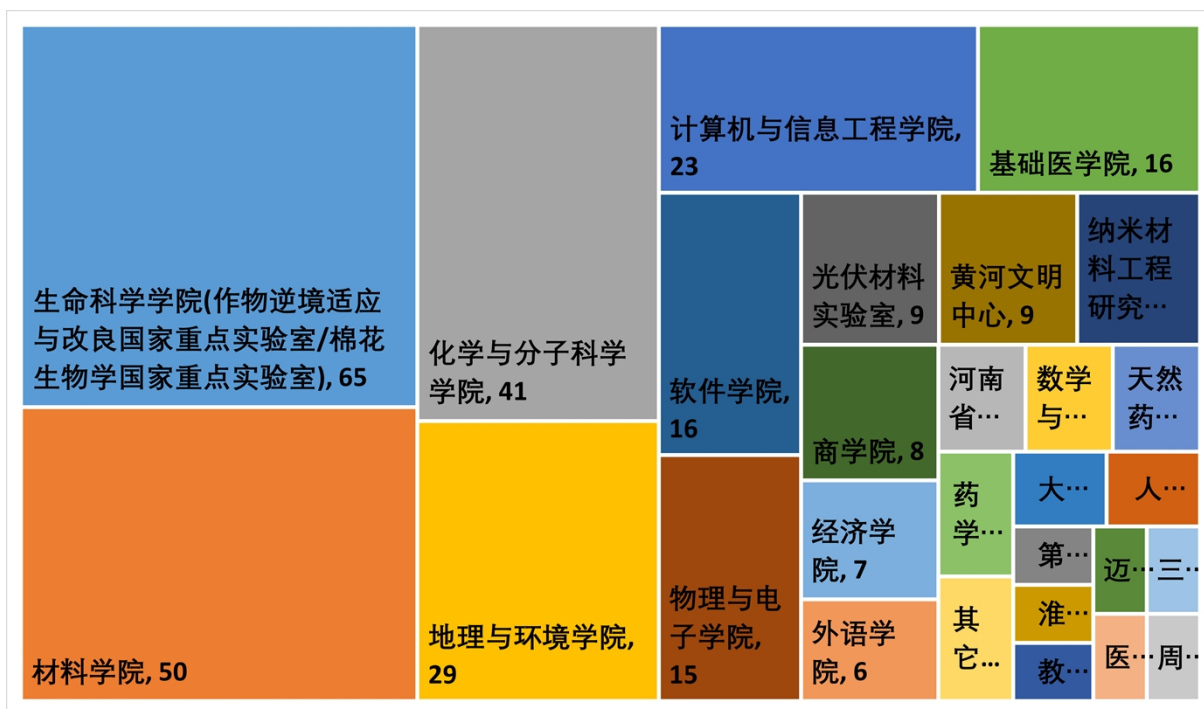 生命科学学院(作物逆境适应
与改良国家重点实验室/棉花
生物学国家重点实验室), 65
材料学院, 50
化学与分子科学
学院, 41
地理与环境学院,
29
计算机与信息工程学院,
23
基础医学院, 16
软件学院,
16
物理与电
子学院,
15
光伏材料
实验室, 9
黄河文明
中心, 9
纳米材
料工程
研究…
商学院, 8
经济学
院, 7
外语学
院, 6
河南
省…
数学
与…
天然
药…
药
学…
其
它...
大…
人…
第…
淮…
教…
迈…
三…
医…
周…